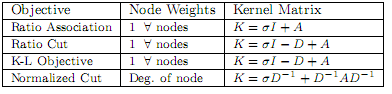 Objective Node Weights Kernel Matrix
Ratio Association 1 ∀ nodes K = σI + A
Ratio Cut 1 ∀ nodes K = σI − D + A
K-L Objective 1 ∀ nodes K = σI − D + A
Normalized Cut Deg. of node K = σD⁻¹ + D⁻¹AD⁻¹